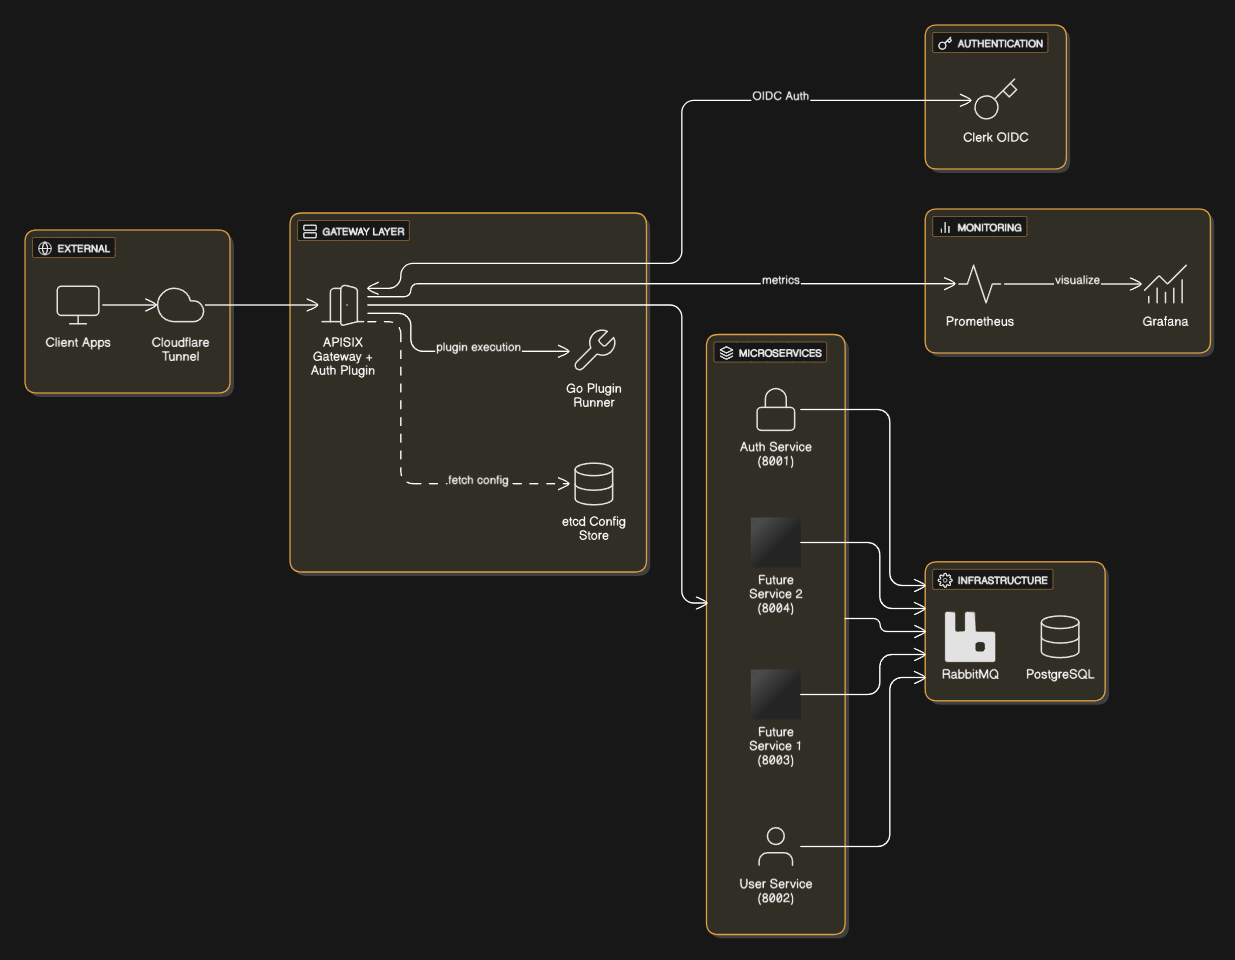 AUTHENTICATION
OIDC Auth
Clerk OIDC
EXTERNAL
Client Apps
Cloudflare
Tunnel
GATEWAY LAYER
APISIX
Gateway +
Auth Plugin
plugin execution
Go Plugin
Runner
fetch config
etcd Config
Store
MONITORING
metrics
Prometheus
visualize
Grafana
MICROSERVICES
Auth Service
(8001)
Future
Service 2
(8004)
Future
Service 1
(8003)
User Service
(8002)
INFRASTRUCTURE
RabbitMQ
PostgreSQL